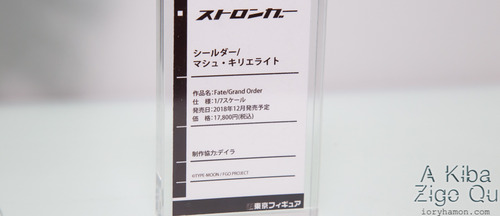 ストロンガー
シールダー/
マシュ・キリエライト
作品名：Fate/Grand Order
仕　様：1/7スケール
発売日：2018年12月発売予定
価　格：17,800円(税込)
制作協力:デイラ
©TYPE-MOON / FGO PROJECT
東京フィギュア
A Kiba
Zigo Qu
ioryhamon.com